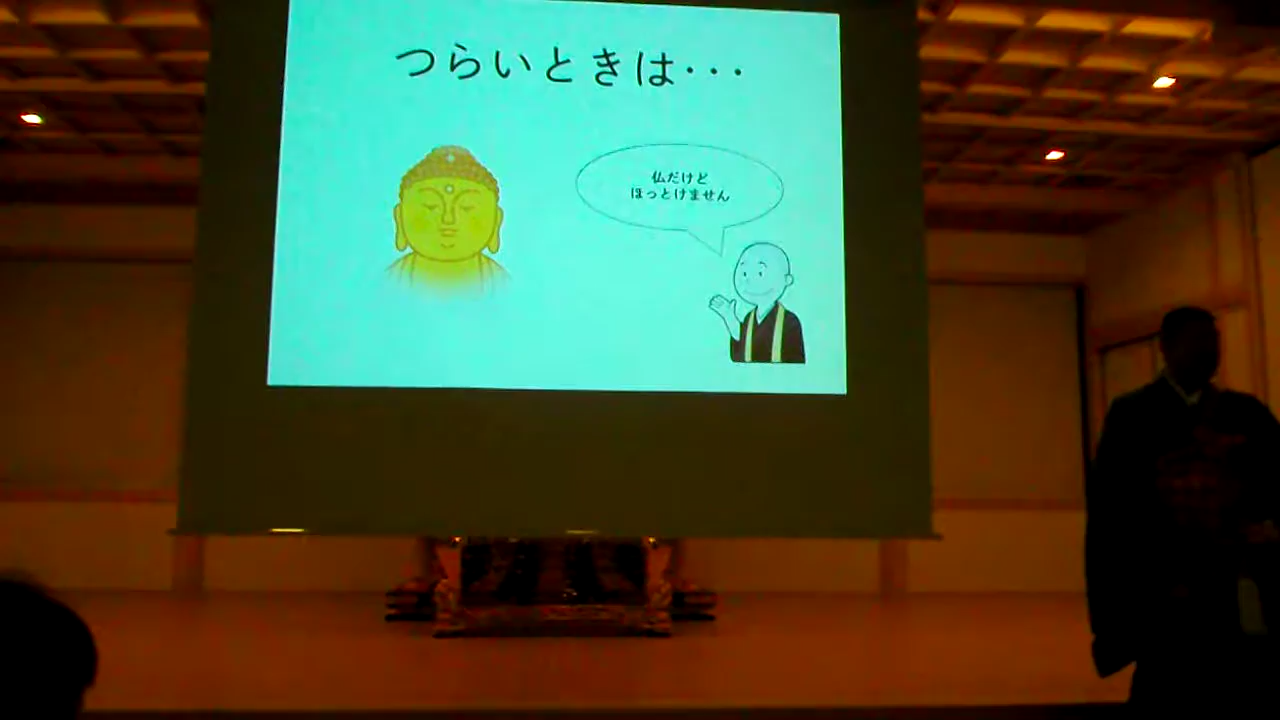 つらいときは・・・
仏だけど
ほっとけません